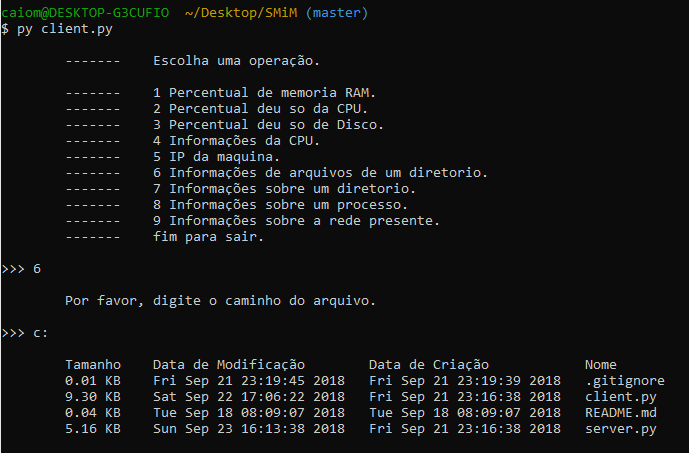 caiom@DESKTOP-G3CUFIO ~/Desktop/SMiM (master)
$ py client.py
------- Escolha uma operação.
------- 1 Percentual de memoria RAM.
------- 2 Percentual deu so da CPU.
------- 3 Percentual deu so de Disco.
------- 4 Informações da CPU.
------- 5 IP da maquina.
------- 6 Informações de arquivos de um diretorio.
------- 7 Informações sobre um diretorio.
------- 8 Informações sobre um processo.
------- 9 Informações sobre a rede presente.
------- fim para sair.
>>> 6
Por favor, digite o caminho do arquivo.
>>> c:
Tamanho Data de Modificação Data de Criação Nome
0.01 KB Fri Sep 21 23:19:45 2018 Fri Sep 21 23:19:39 2018 .gitignore
9.30 KB Sat Sep 22 17:06:22 2018 Fri Sep 21 23:16:38 2018 client.py
0.04 KB Tue Sep 18 08:09:07 2018 Tue Sep 18 08:09:07 2018 README.md
5.16 KB Sun Sep 23 16:13:38 2018 Fri Sep 21 23:16:38 2018 server.py